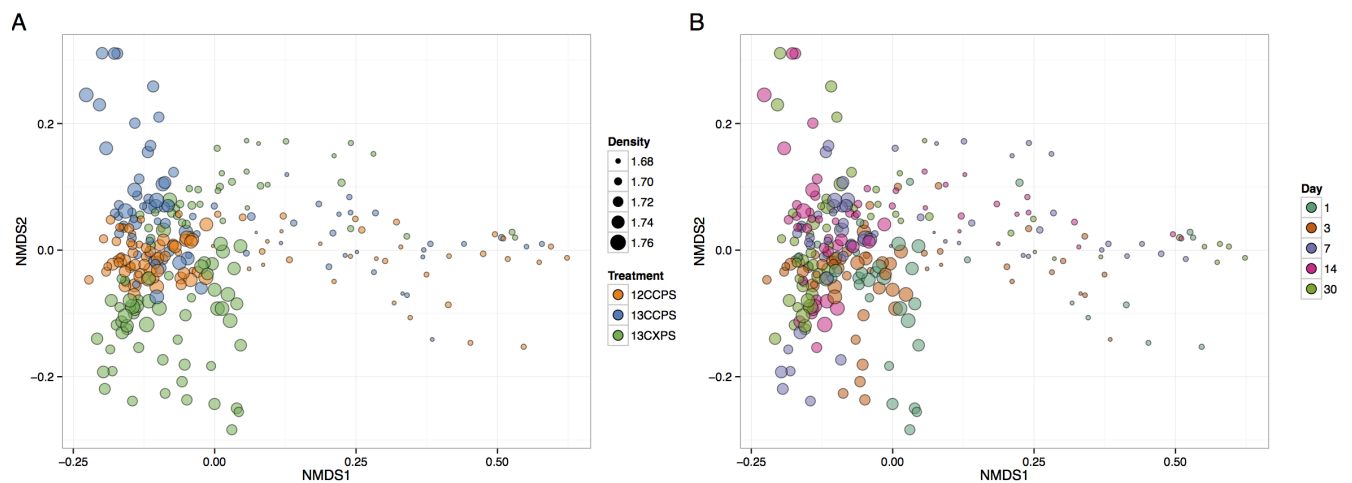 A
0.2
0.0
−0.2
NMDS2
−0.25
0.00
0.25
0.50
NMDS1
Density
1.68
1.70
1.72
1.74
1.76
Treatment
12CCPS
13CCPS
13CXPS
B
0.2
0.0
−0.2
NMDS2
−0.25
0.00
0.25
0.50
NMDS1
Day
1
3
7
14
30